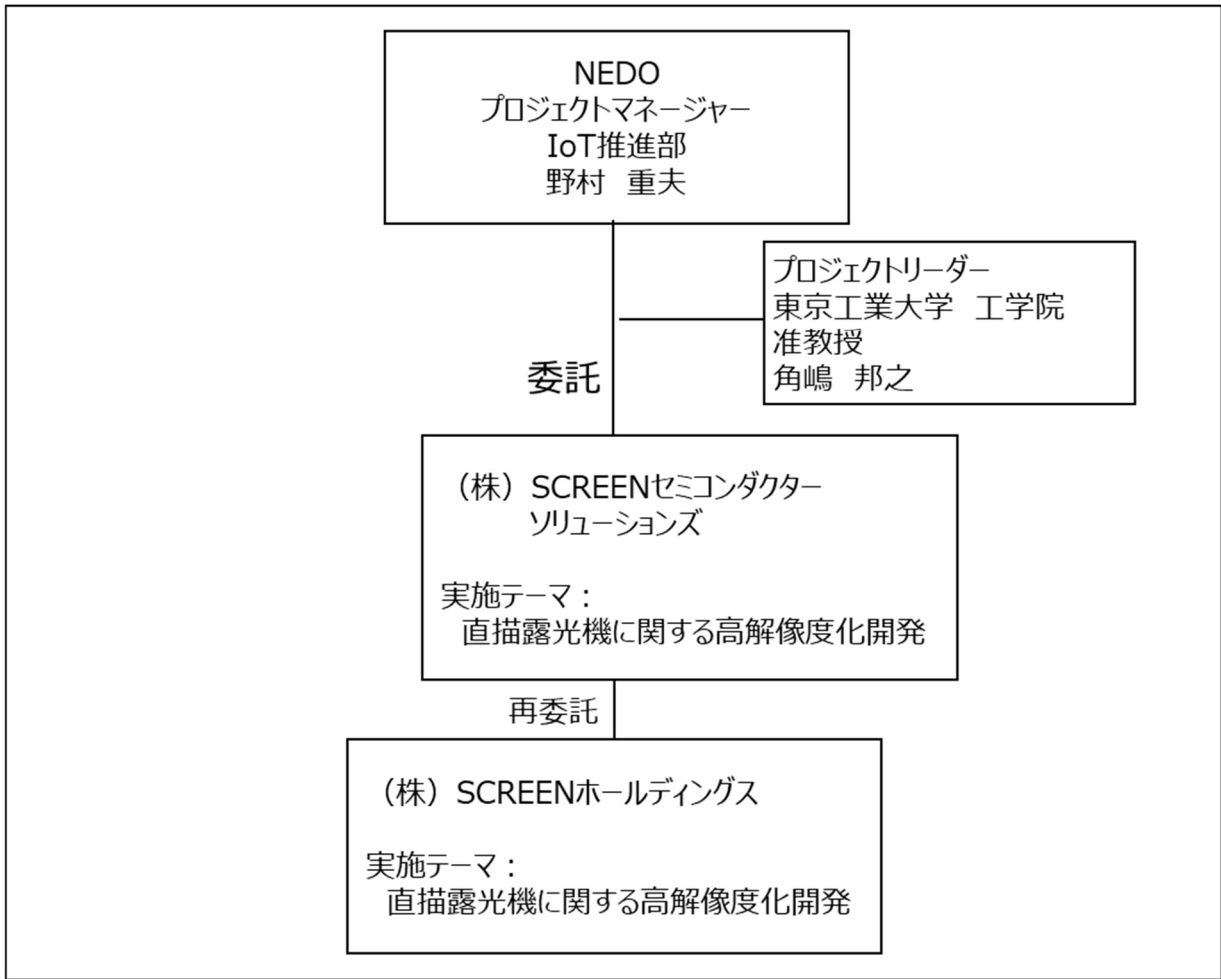 NEDO
プロジェクトマネージャー
IoT推進部
野村　重夫
プロジェクトリーダー
東京工業大学　工学院
准教授
角嶋　邦之
委託
（株）SCREENセミコンダクター
ソリューションズ
実施テーマ：
直描露光機に関する高解像度化開発
再委託
（株）SCREENホールディングス
実施テーマ：
直描露光機に関する高解像度化開発